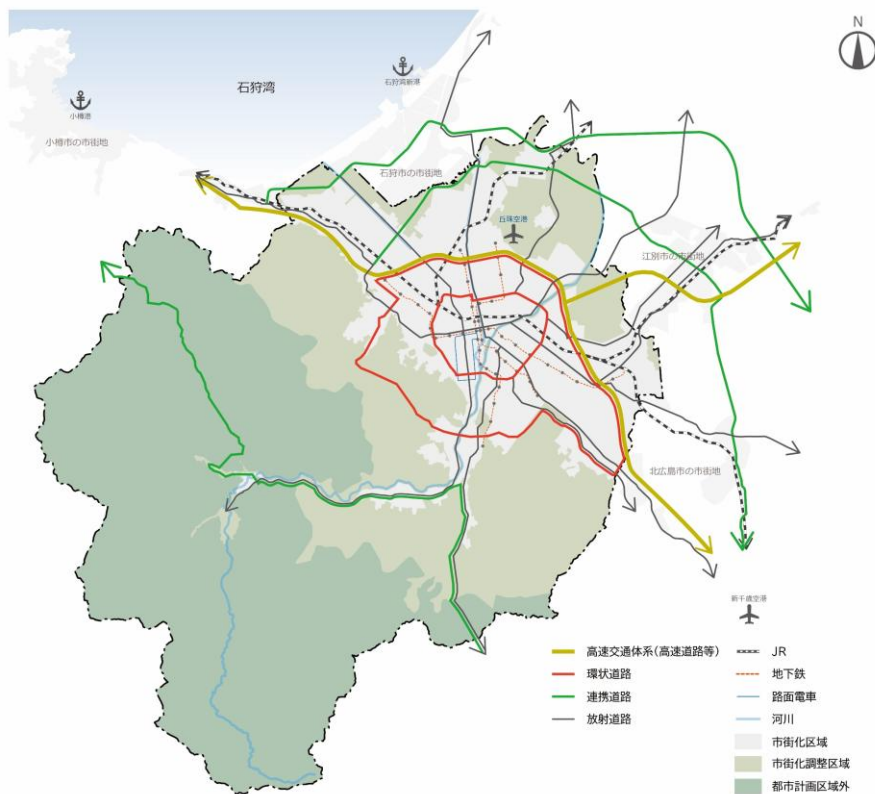 N
石狩湾
石狩湾新港
小樽港
小樽市の市街地
石狩市の市街地
丘珠空港
江別市の市街地
北広島市の市街地
新千歳空港
高速交通体系(高速道路等)
環状道路
連携道路
放射道路
JR
地下鉄
路面電車
河川
市街化区域
市街化調整区域
都市計画区域外